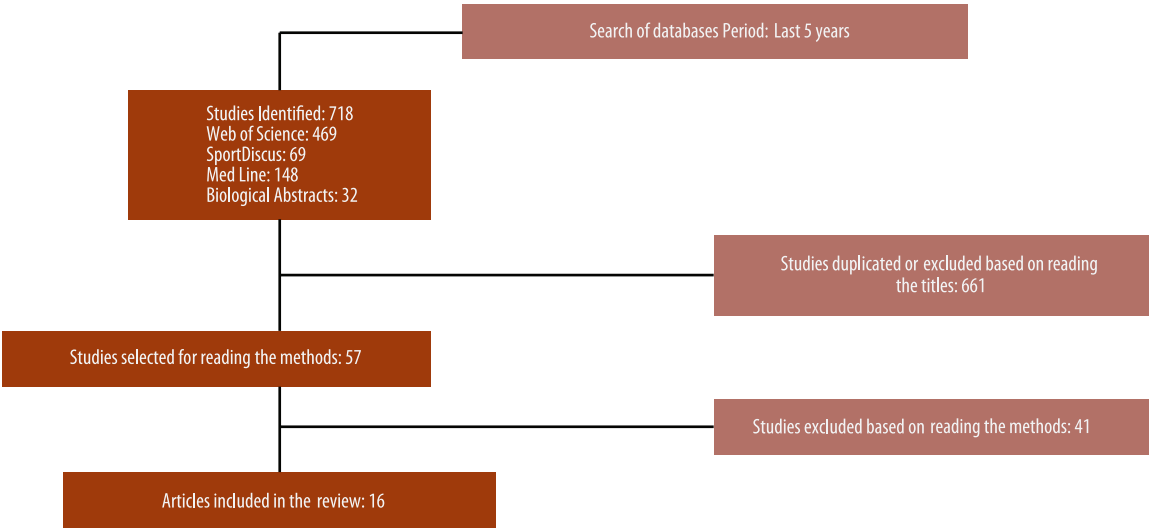 Search of databases Period: Last 5 years
Studies Identified: 718
Web of Science: 469
SportDiscus: 69
Med Line: 148
Biological Abstracts: 32
Studies duplicated or excluded based on reading
the titles: 661
Studies selected for reading the methods: 57
Studies excluded based on reading the methods: 41
Articles included in the review: 16